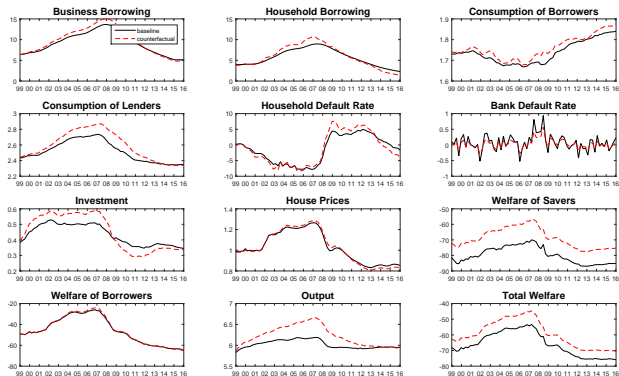 Business Borrowing
15
10
5
0
baseline
counterfactual
99 00 01 02 03 04 05 06 07 08 09 10 11 12 13 14 15 16
Household Borrowing
15
10
5
0
99 00 01 02 03 04 05 06 07 08 09 10 11 12 13 14 15 16
Consumption of Borrowers
1.9
1.8
1.7
1.6
99 00 01 02 03 04 05 06 07 08 09 10 11 12 13 14 15 16
Consumption of Lenders
3
2.8
2.6
2.4
2.2
99 00 01 02 03 04 05 06 07 08 09 10 11 12 13 14 15 16
Household Default Rate
10
5
0
-5
-10
99 00 01 02 03 04 05 06 07 08 09 10 11 12 13 14 15 16
Bank Default Rate
1
0.5
0
-0.5
-1
99 00 01 02 03 04 05 06 07 08 09 10 11 12 13 14 15 16
Investment
0.6
0.5
0.4
0.3
0.2
99 00 01 02 03 04 05 06 07 08 09 10 11 12 13 14 15 16
House Prices
1.4
1.2
1
0.8
99 00 01 02 03 04 05 06 07 08 09 10 11 12 13 14 15 16
Welfare of Savers
-50
-60
-70
-80
-90
99 00 01 02 03 04 05 06 07 08 09 10 11 12 13 14 15 16
Welfare of Borrowers
-20
-40
-60
-80
99 00 01 02 03 04 05 06 07 08 09 10 11 12 13 14 15 16
Output
7
6.5
6
5.5
99 00 01 02 03 04 05 06 07 08 09 10 11 12 13 14 15 16
Total Welfare
-40
-50
-60
-70
-80
99 00 01 02 03 04 05 06 07 08 09 10 11 12 13 14 15 16